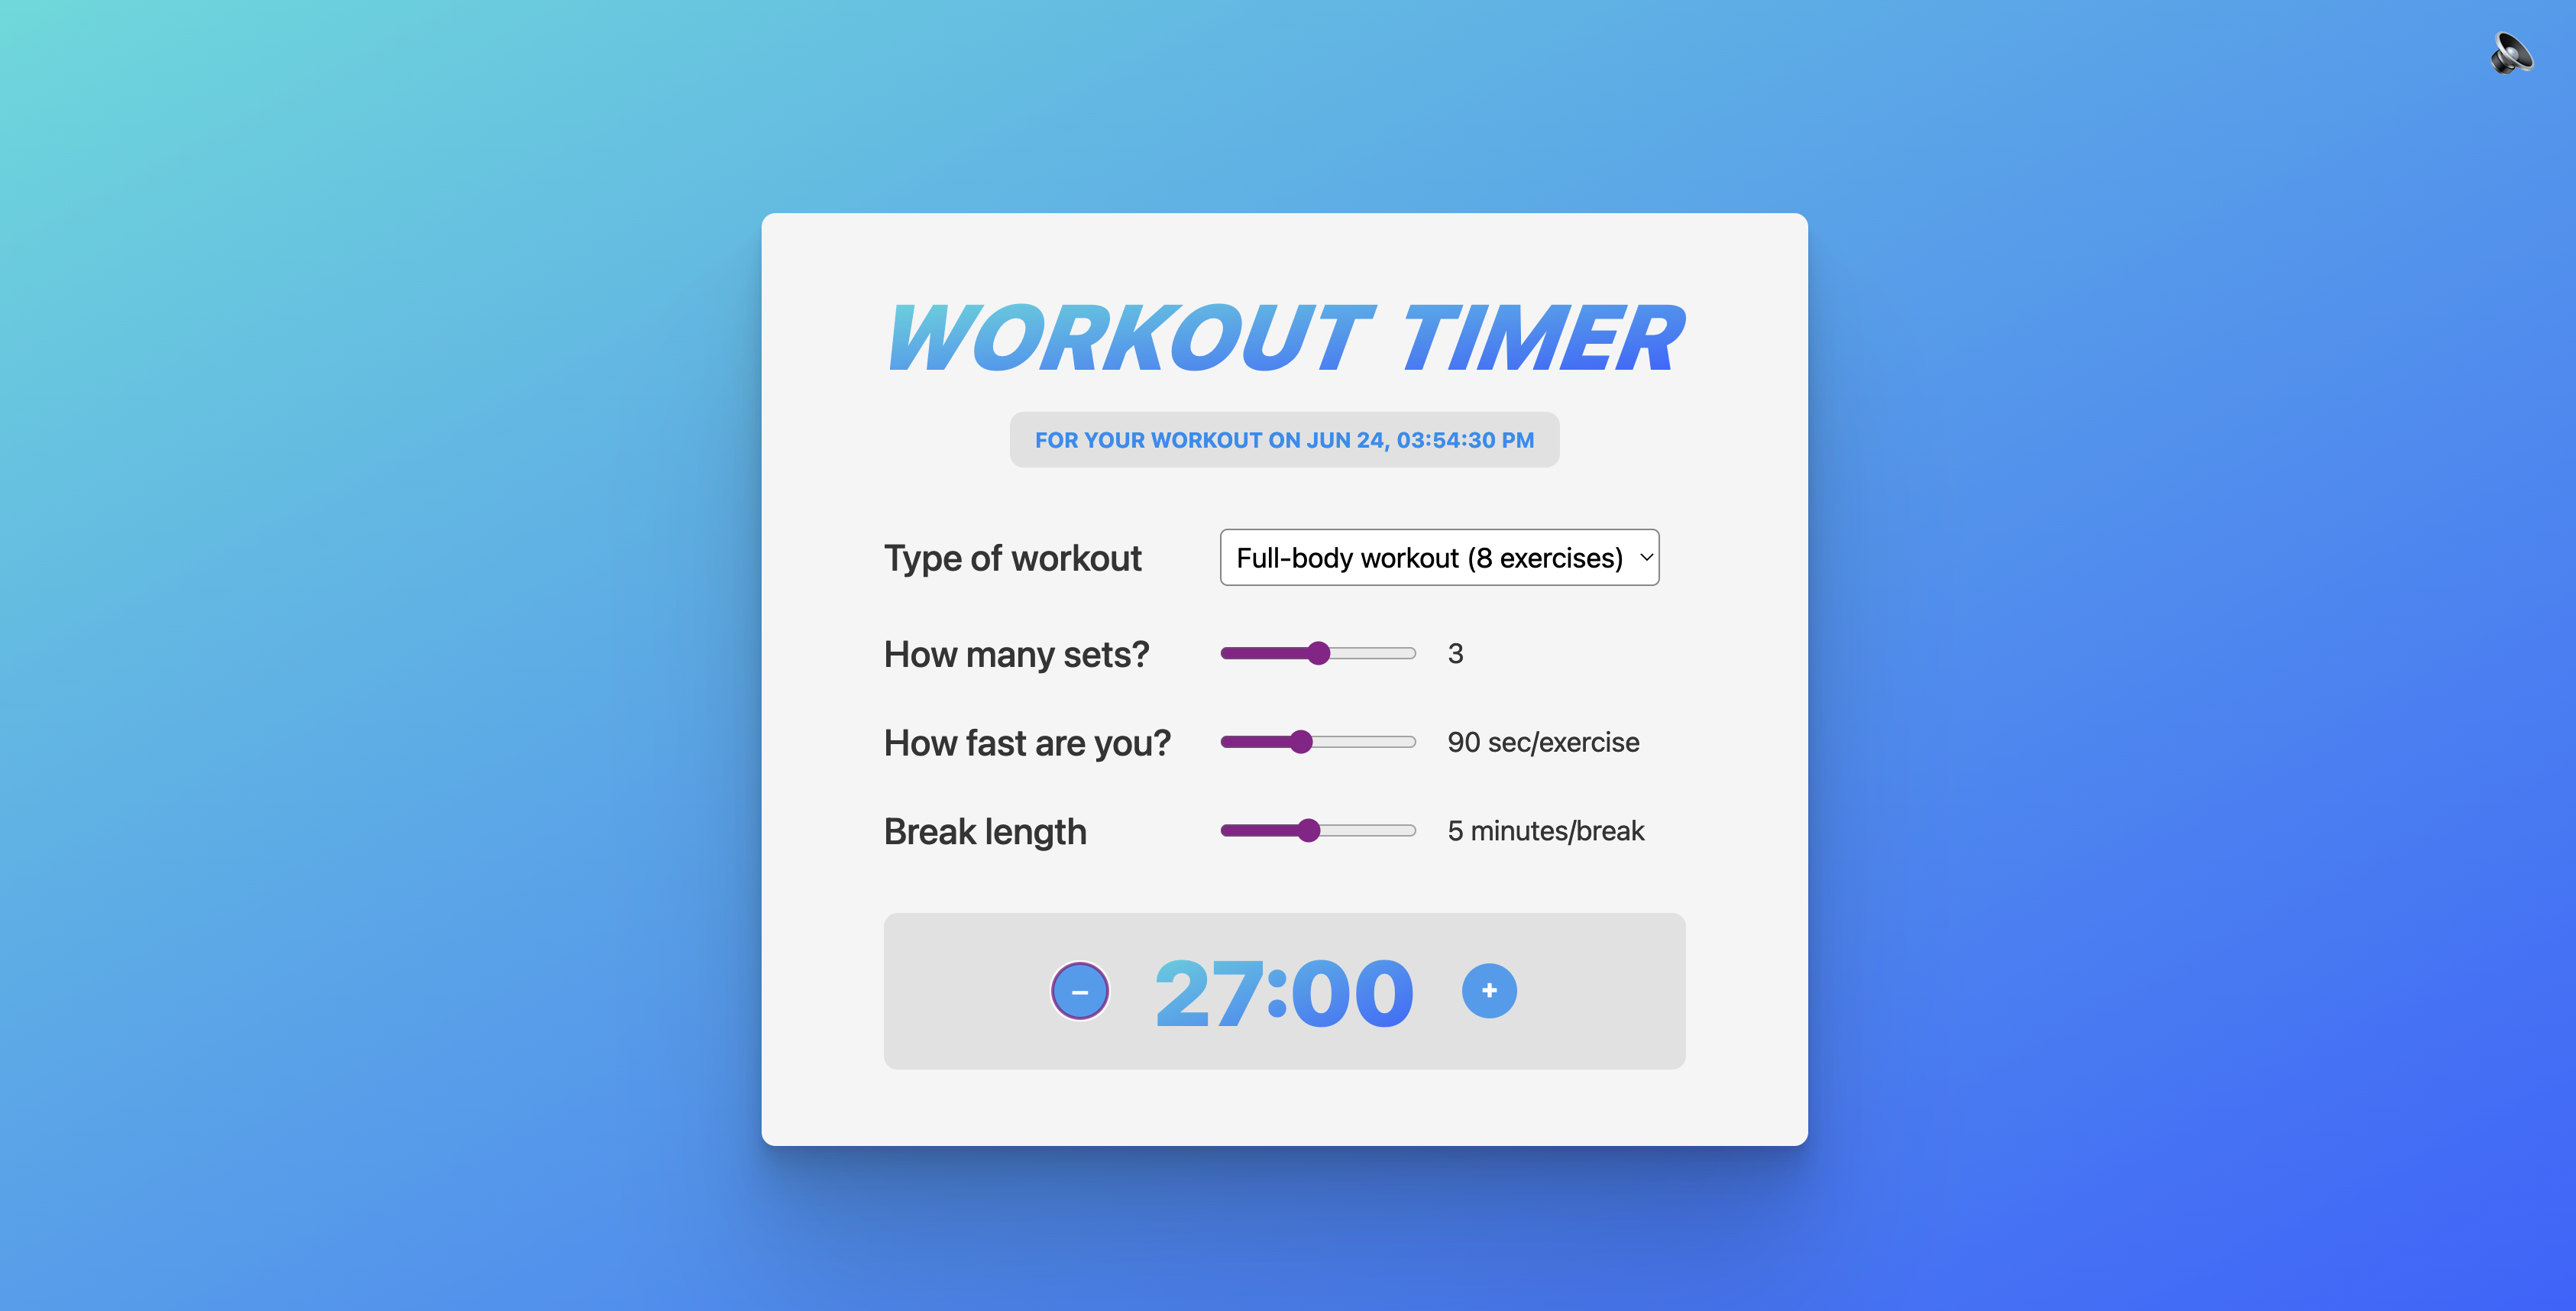 WORKOUT TIMER
FOR YOUR WORKOUT ON JUN 24, 03:54:30 PM
Type of workout Full-body workout (8 exercises)
How many sets? 3
How fast are you? 90 sec/exercise
Break length 5 minutes/break
– 27:00 +